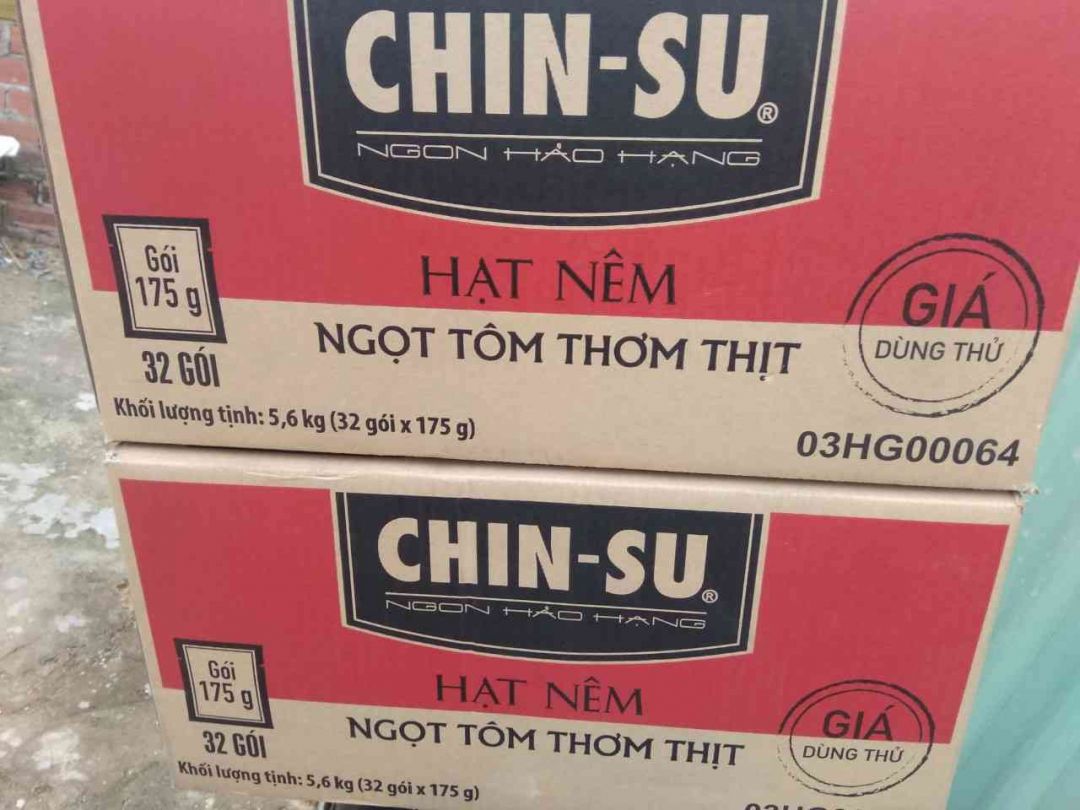 CHIN-SU®
NGON HẢO HẠNG
Gói
175 g
32 GÓI
HẠT NÊM
NGỌT TÔM THƠM THỊT
GIÁ
DÙNG THỬ
Khối lượng tịnh: 5,6 kg (32 gói x 175 g)
03HG00064
CHIN-SU®
NGON HẢO HẠNG
Gói
175 g
32 GÓI
HẠT NÊM
NGỌT TÔM THƠM THỊT
GIÁ
DÙNG THỬ
Khối lượng tịnh: 5,6 kg (32 gói x 175 g)